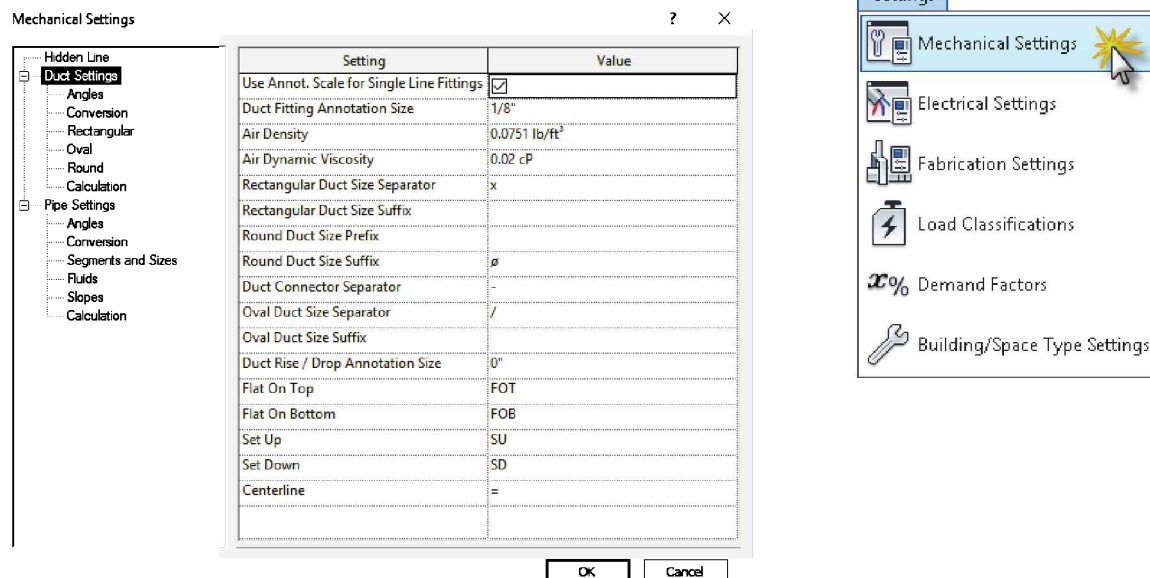 Mechanical Settings ? ×
Hidden Line
Duct Settings
Angles
Conversion
Rectangular
Oval
Round
Calculation
Pipe Settings
Angles
Conversion
Segments and Sizes
Fluids
Slopes
Calculation
Setting Value
Use Annot. Scale for Single Line Fittings
Duct Fitting Annotation Size 1/8"
Air Density 0.0751 lb/ft³
Air Dynamic Viscosity 0.02 cP
Rectangular Duct Size Separator x
Rectangular Duct Size Suffix
Round Duct Size Prefix
Round Duct Size Suffix ø
Duct Connector Separator -
Oval Duct Size Separator /
Oval Duct Size Suffix
Duct Rise / Drop Annotation Size 0"
Flat On Top FOT
Flat On Bottom FOB
Set Up SU
Set Down SD
Centerline =
OK Cancel
Mechanical Settings
Electrical Settings
Fabrication Settings
Load Classifications
x% Demand Factors
Building/Space Type Settings